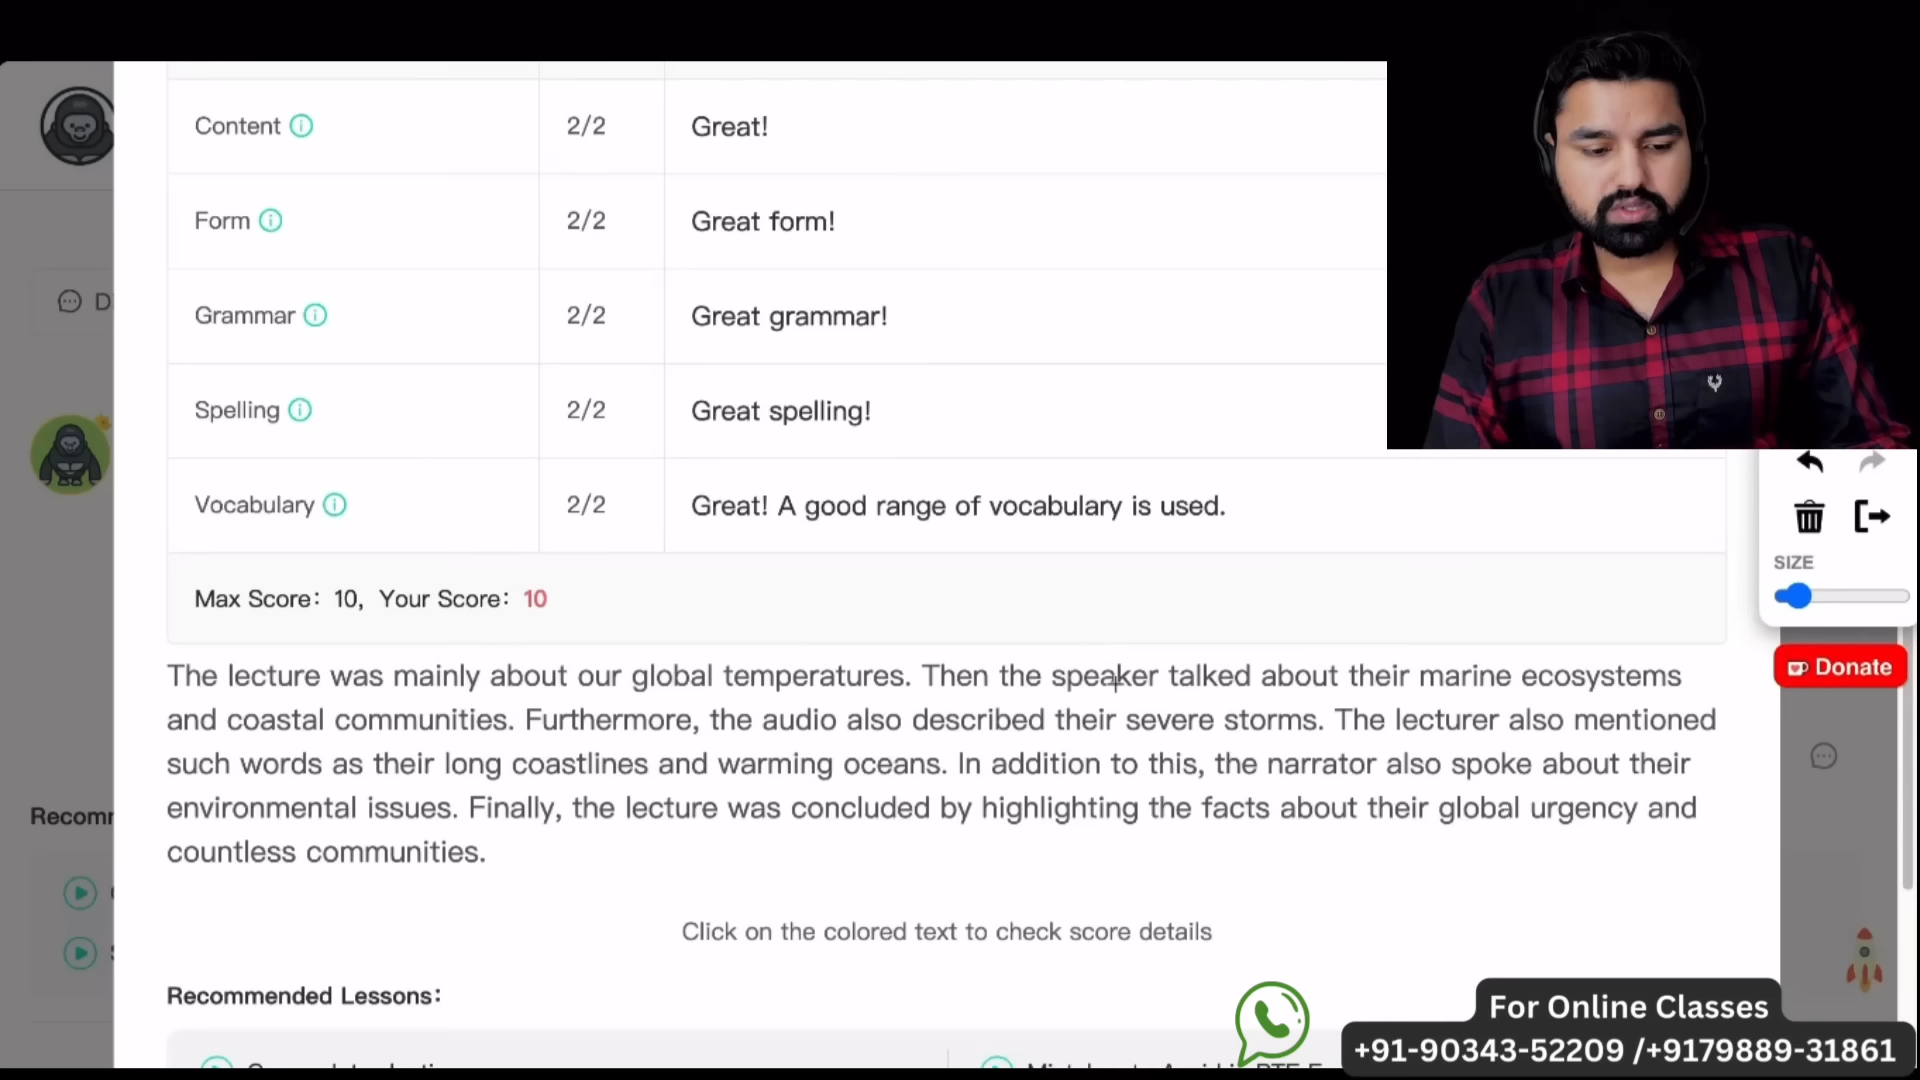 Content 2/2 Great!
Form 2/2 Great form!
D
Grammar 2/2 Great grammar!
Spelling 2/2 Great spelling!
Vocabulary 2/2 Great! A good range of vocabulary is used.
SIZE
Max Score: 10, Your Score: 10
Donate
The lecture was mainly about our global temperatures. Then the speaker talked about their marine ecosystems
and coastal communities. Furthermore, the audio also described their severe storms. The lecturer also mentioned
such words as their long coastlines and warming oceans. In addition to this, the narrator also spoke about their
environmental issues. Finally, the lecture was concluded by highlighting the facts about their global urgency and
countless communities.
Recomm
Click on the colored text to check score details
Recommended Lessons:
For Online Classes
+91-90343-52209 /+9179889-31861